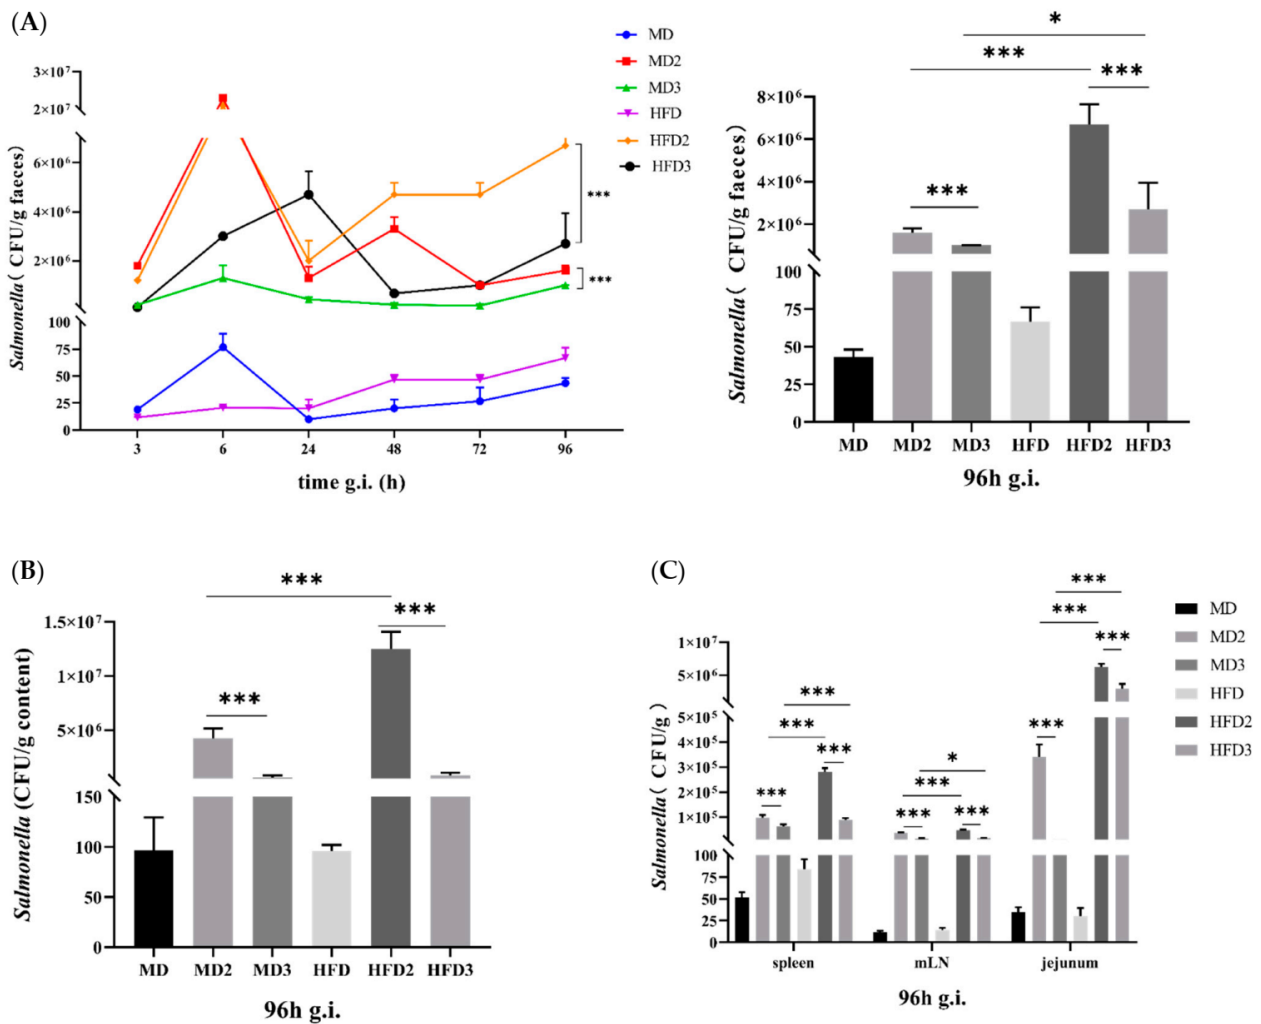 (A)
MD
MD2
MD3
HFD
HFD2
HFD3
3×10⁷
2×10⁷
6×10⁶
4×10⁶
2×10⁶
100
75
50
25
0
Salmonella( CFU/g faeces)
3 6 24 48 72 96
time g.i. (h)
***
***
*
***
***
***
8×10⁶
6×10⁶
4×10⁶
2×10⁶
100
75
50
25
0
Salmonella( CFU/g faeces)
MD MD2 MD3 HFD HFD2 HFD3
96h g.i.
(B)
***
***
***
1.5×10⁷
1×10⁷
5×10⁶
150
100
50
0
Salmonella (CFU/g content)
MD MD2 MD3 HFD HFD2 HFD3
96h g.i.
(C)
MD
MD2
MD3
HFD
HFD2
HFD3
1×10⁷
5×10⁶
5×10⁵
4×10⁵
3×10⁵
2×10⁵
1×10⁵
100
75
50
25
0
Salmonella( CFU/g )
***
***
***
***
*
***
***
***
***
***
***
***
spleen mLN jejunum
96h g.i.